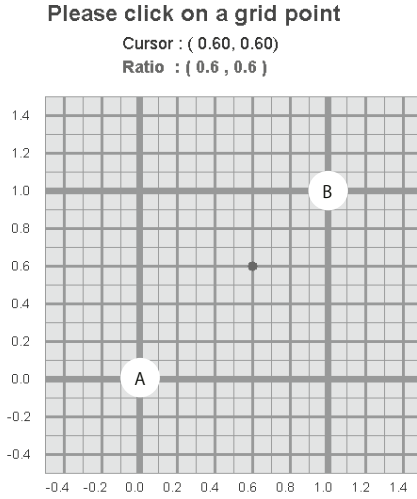 Please click on a grid point
Cursor : ( 0.60, 0.60)
Ratio : ( 0.6 , 0.6 )
1.4
1.2
1.0
B
0.8
0.6
0.4
0.2
0.0
A
-0.2
-0.4
-0.4 -0.2 0.0 0.2 0.4 0.6 0.8 1.0 1.2 1.4